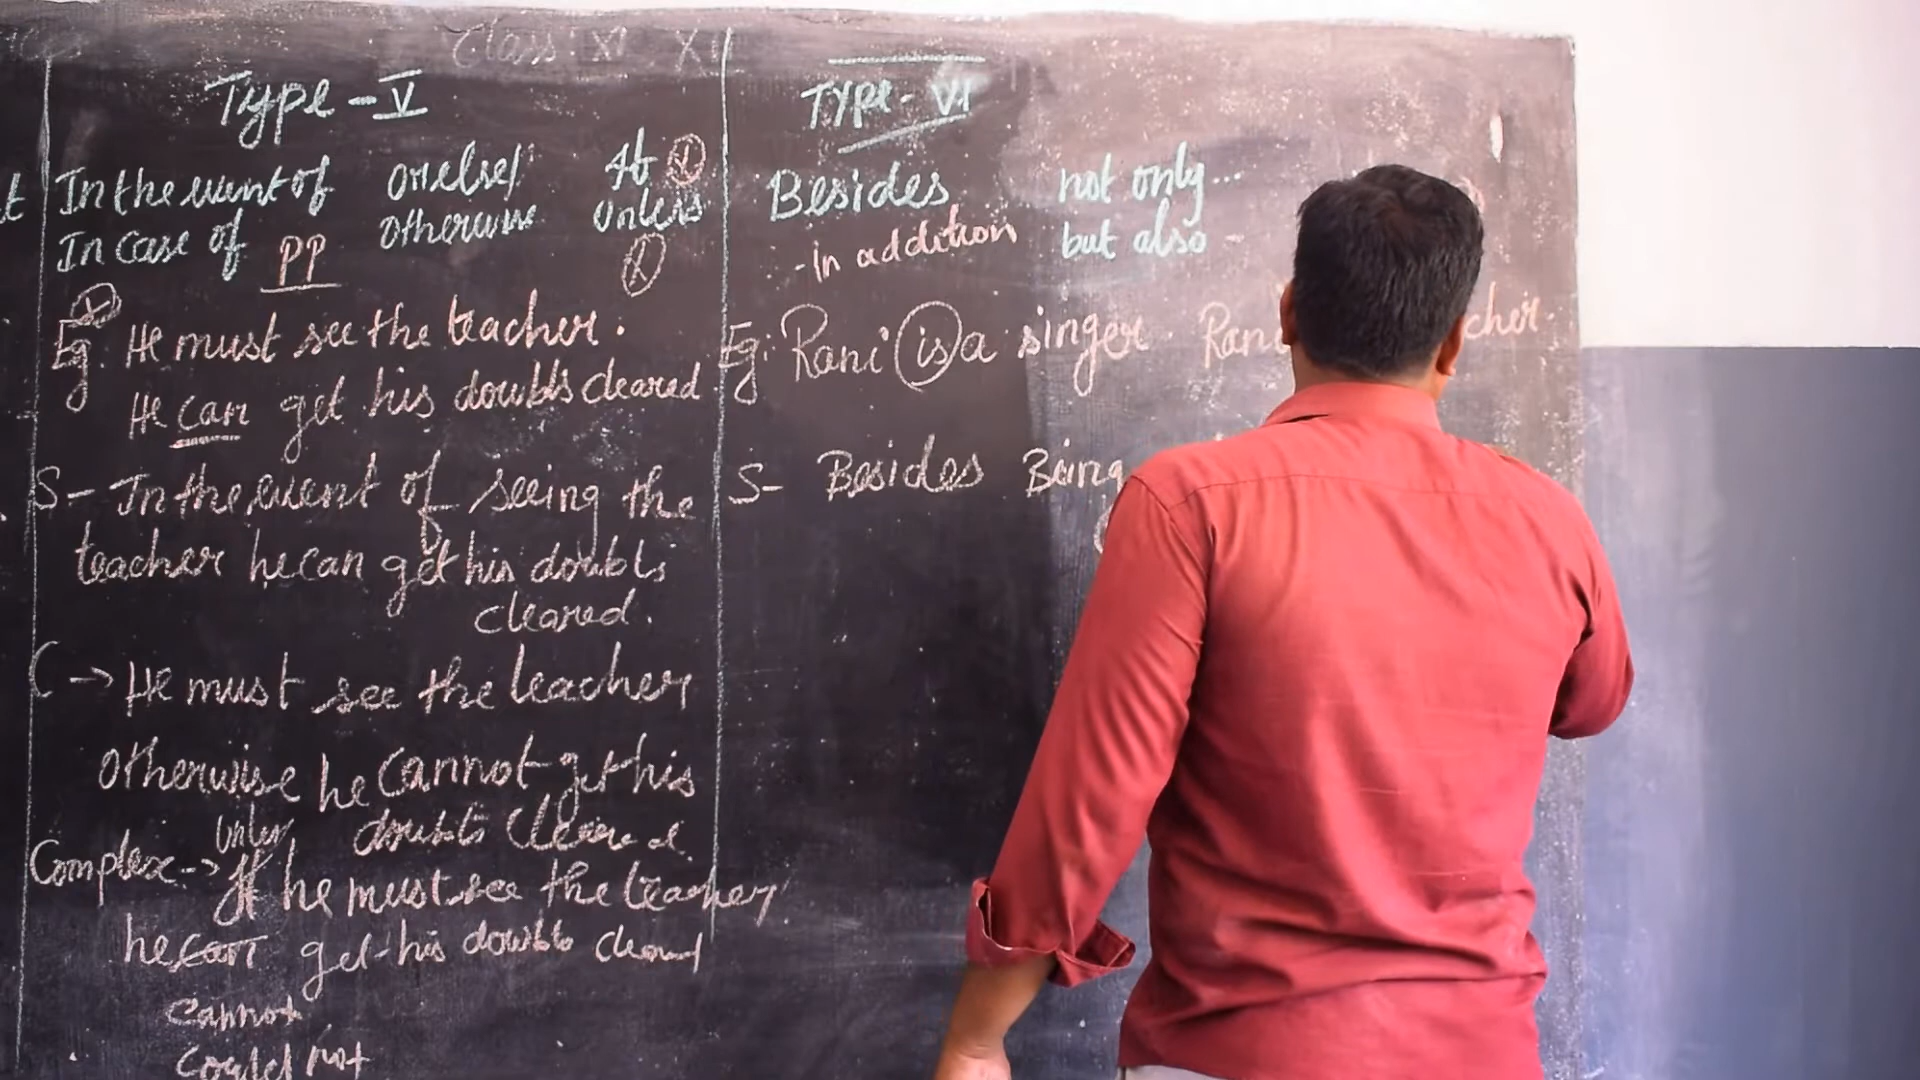 Class XI XI
Type - V
In the event of
In case of PP
or else/
otherwise
If
unless
Eg. He must see the teacher.
He can get his doubts cleared
S - In the event of seeing the
teacher he can get his doubts
cleared.
C → He must see the teacher
otherwise he cannot get his
doubts cleared.
Complex → If he must see the teacher
unless
he can get his doubts cleared
cannot
could not
TYPE - VI
Besides
- in addition
not only...
but also
Eg: Rani is a singer. Rani cher.
S - Besides Being